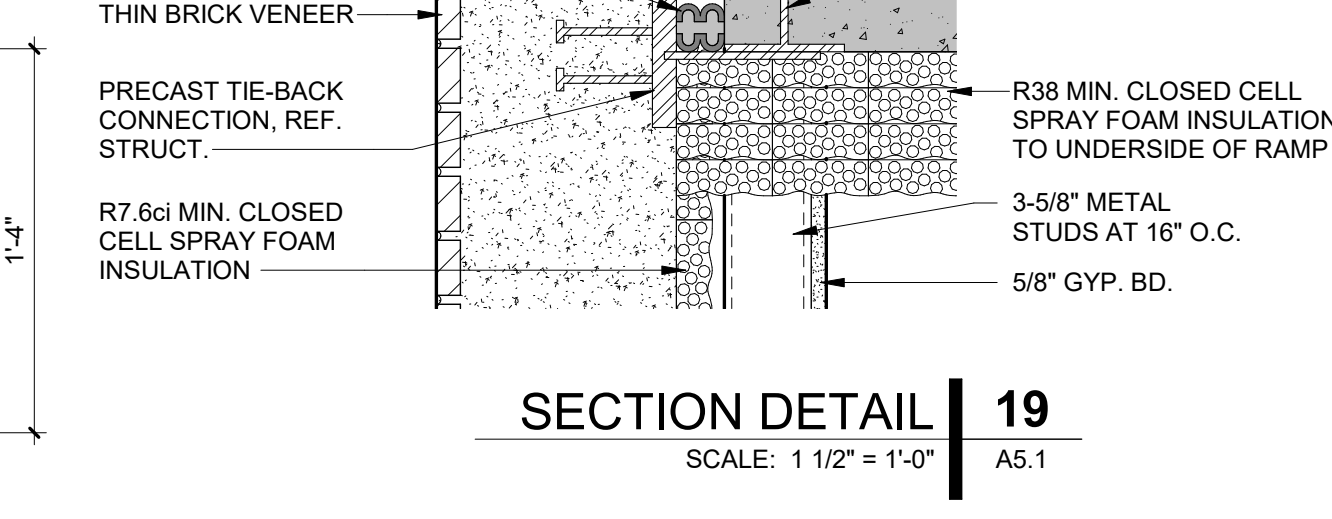 THIN BRICK VENEER
PRECAST TIE-BACK
CONNECTION, REF.
STRUCT.
R7.6ci MIN. CLOSED
CELL SPRAY FOAM
INSULATION
1'-4"
R38 MIN. CLOSED CELL
SPRAY FOAM INSULATION
TO UNDERSIDE OF RAMP
3-5/8" METAL
STUDS AT 16" O.C.
5/8" GYP. BD.
SECTION DETAIL 19
SCALE: 1 1/2" = 1'-0" A5.1